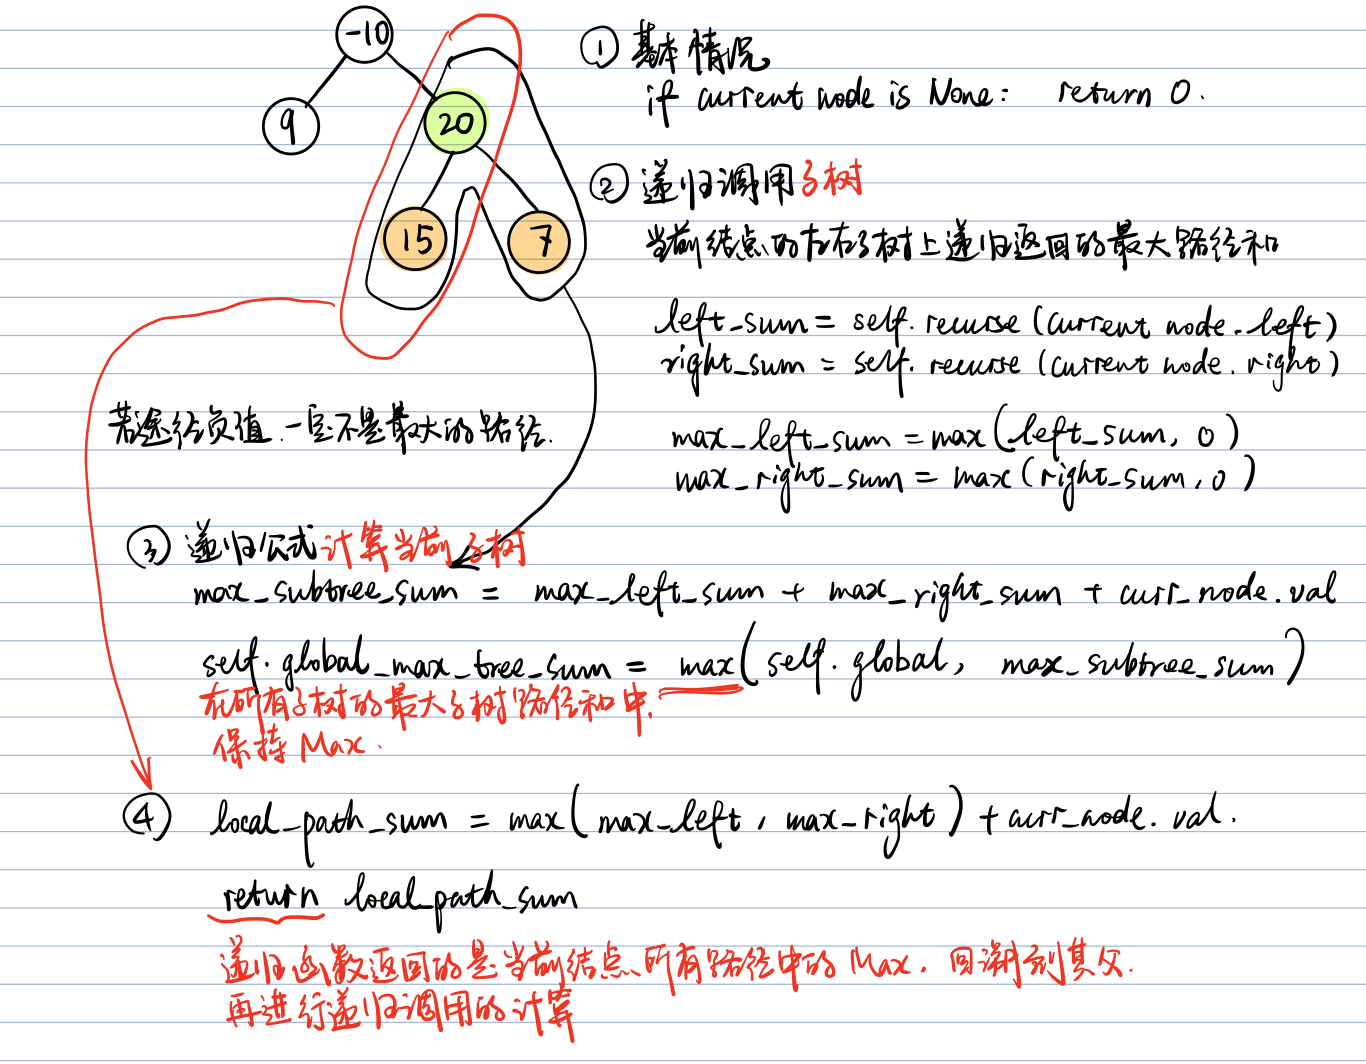 -10
9
20
15
7
① 基本情况
if current node is None: return 0.
② 递归调用子树
当前结点的左右子树上递归返回的最大路径和
left_sum = self.recurse (current node.left)
right_sum = self.recurse (current node.right)
若途径负值.一定不是最大的路径.
max_left_sum = max(left_sum, 0)
max_right_sum = max(right_sum, 0)
③ 递归公式 计算当前子树
max_subtree_sum = max_left_sum + max_right_sum + curr_node.val
self.global_max_tree_sum = max(self.global, max_subtree_sum)
在所有子树的最大子树路径和中.
保持 Max.
④ local_path_sum = max(max_left, max_right) + curr_node.val.
return local_path_sum
递归函数返回的是当前结点、所有路径中的 Max. 回溯到其父.
再进行递归调用的计算